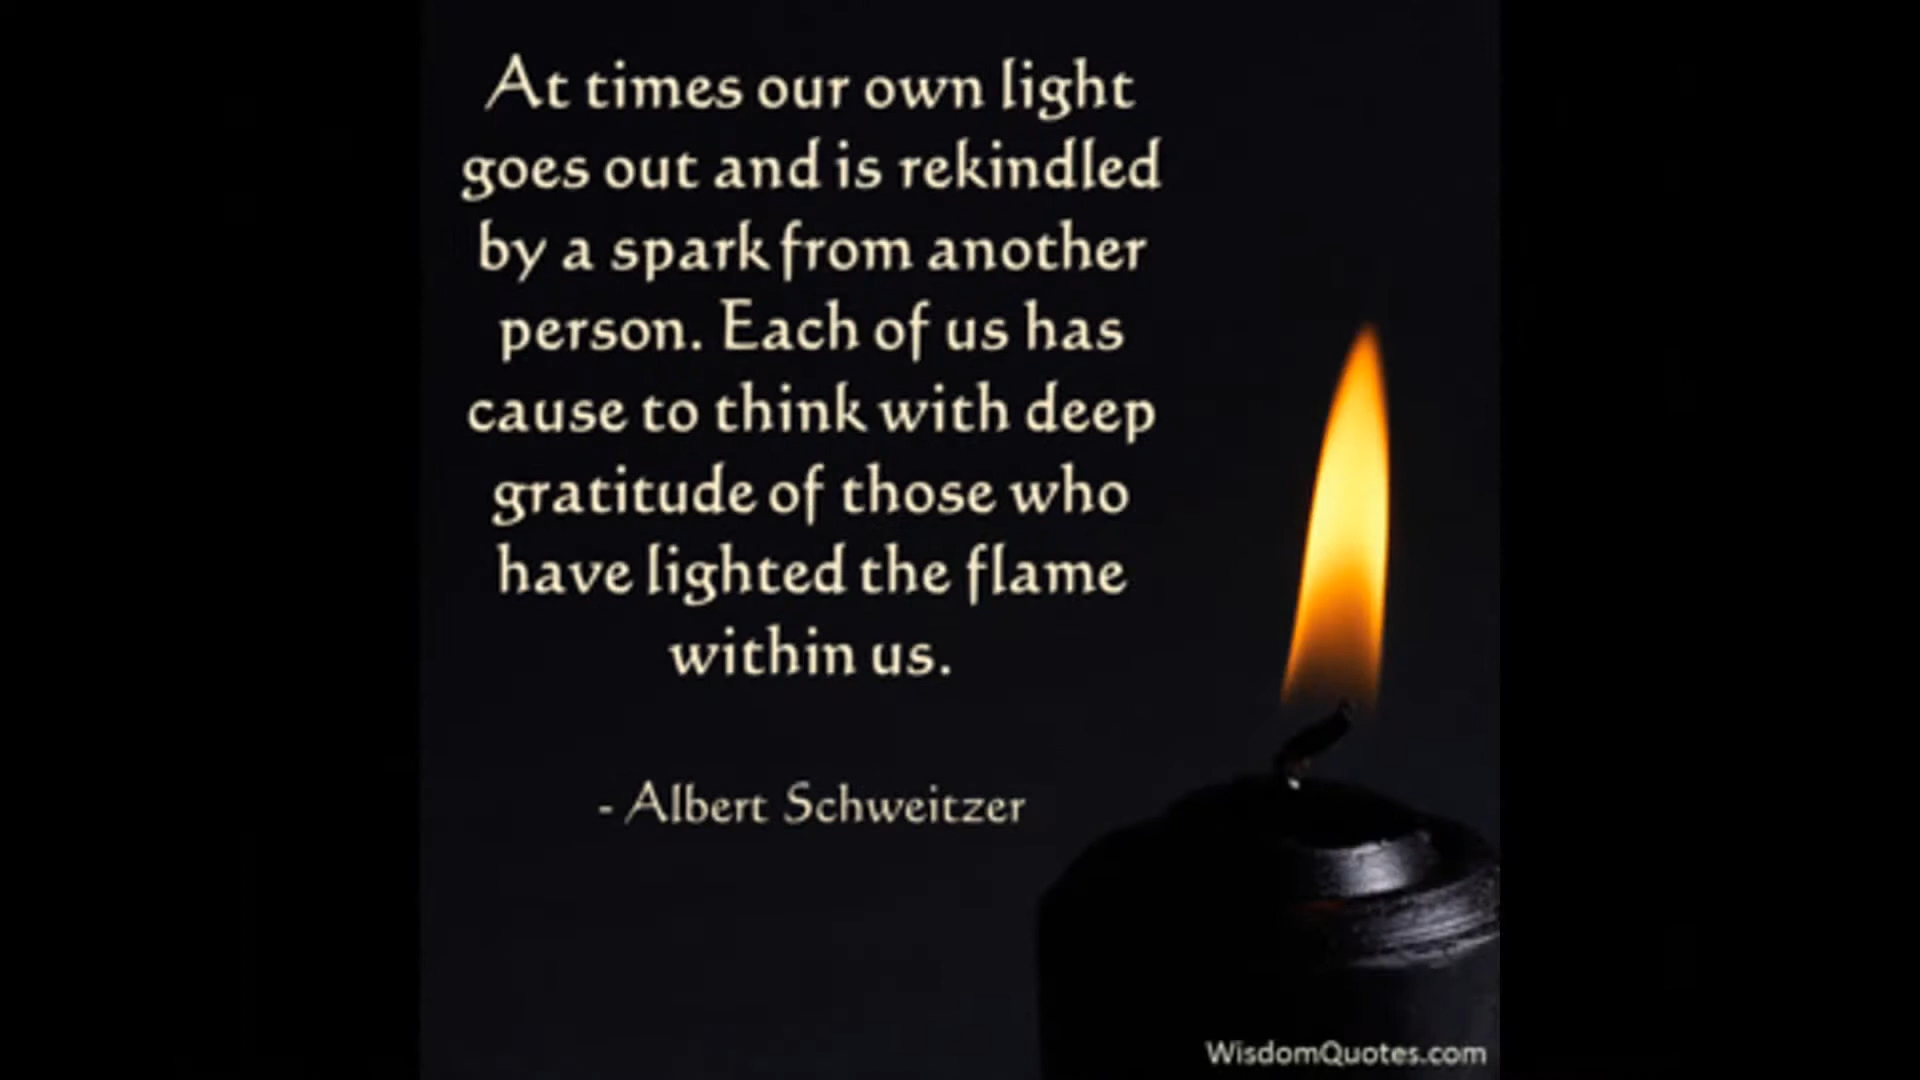 At times our own light
goes out and is rekindled
by a spark from another
person. Each of us has
cause to think with deep
gratitude of those who
have lighted the flame
within us.
- Albert Schweitzer
WisdomQuotes.com